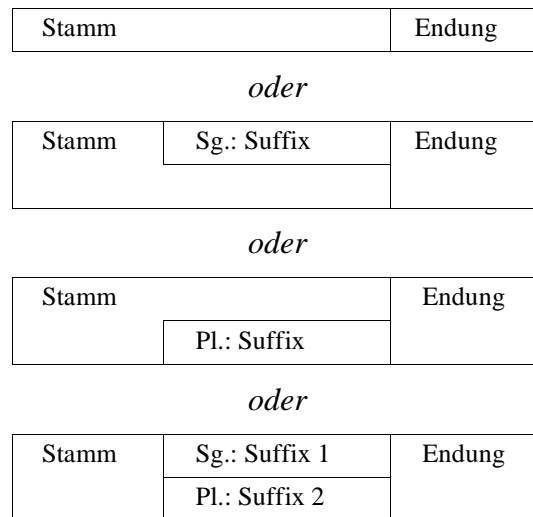 Stamm Endung
oder
Stamm Sg.: Suffix Endung
oder
Stamm Endung
Pl.: Suffix
oder
Stamm Sg.: Suffix 1 Endung
Pl.: Suffix 2